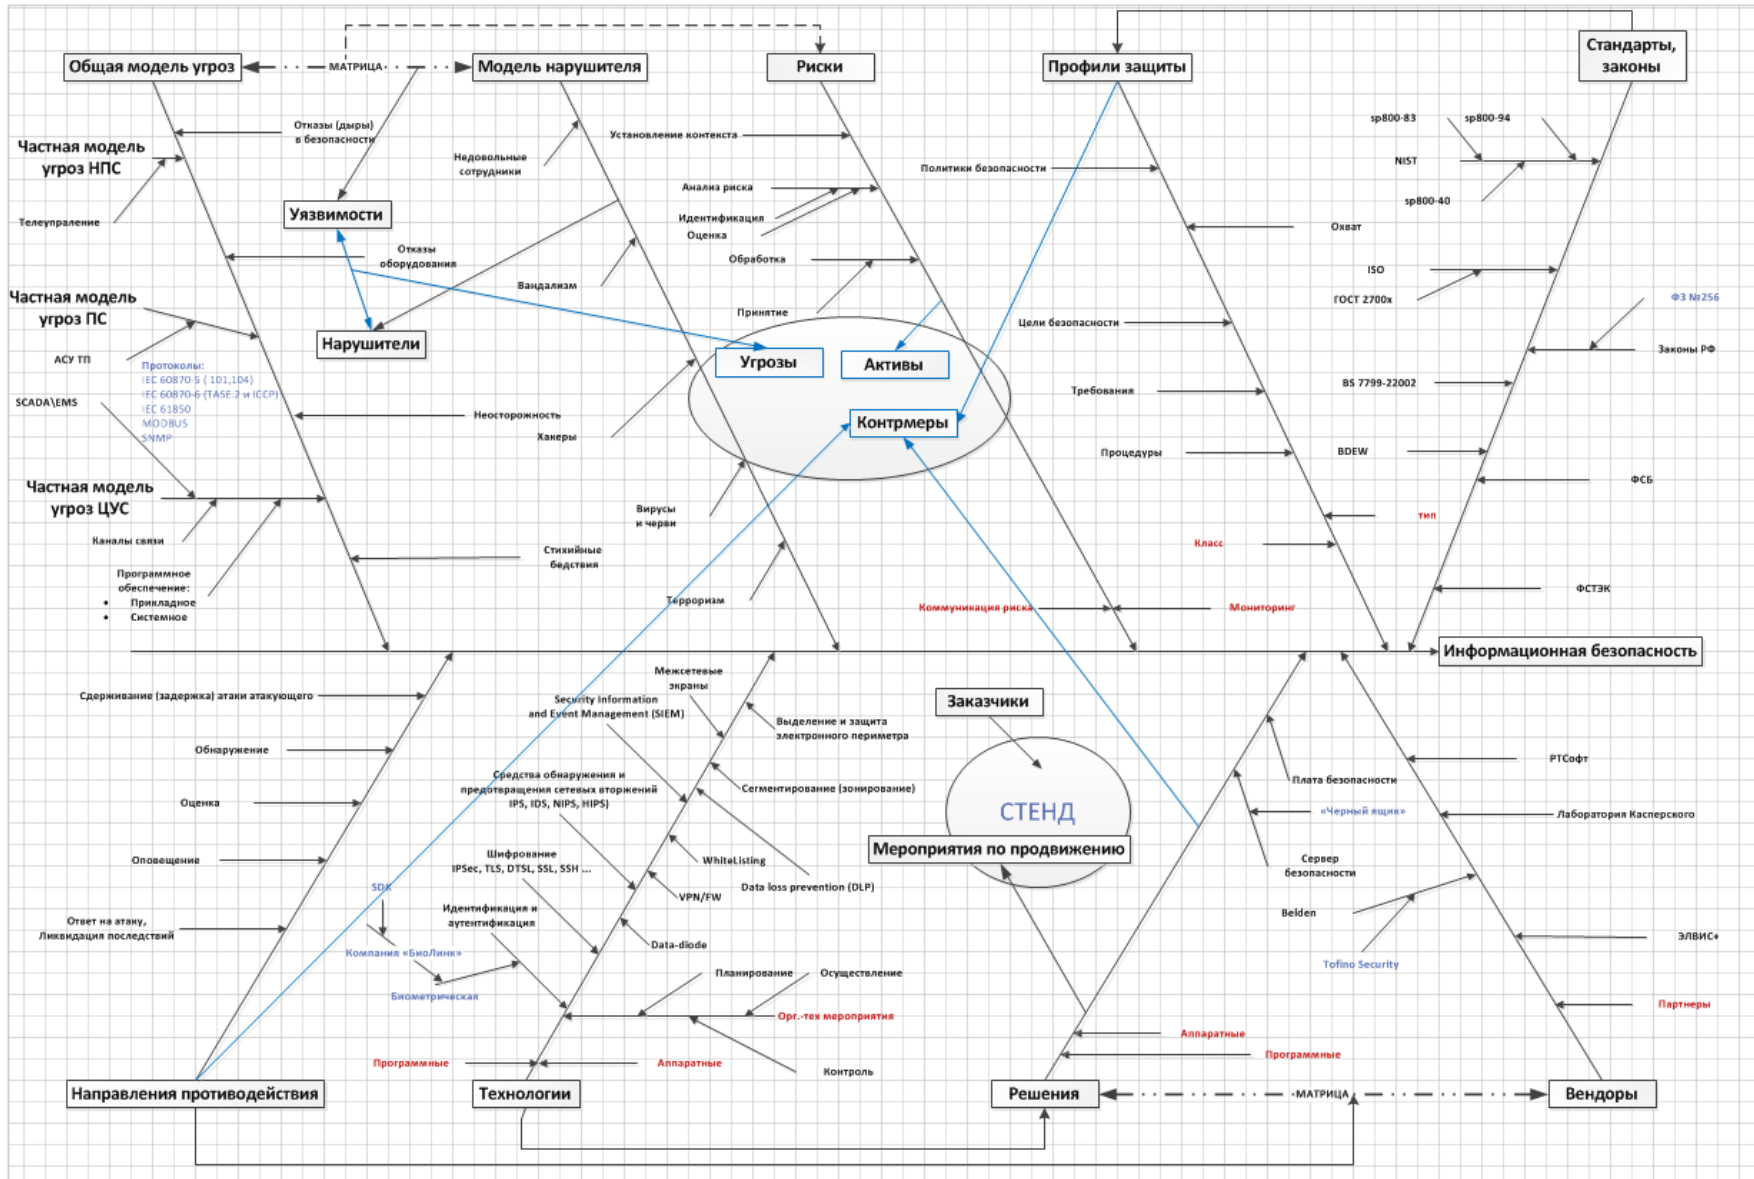 Общая модель угроз
МАТРИЦА
Модель нарушителя
Риски
Профили защиты
Стандарты,
законы
Отказы (дыры)
в безопасности
Частная модель
угроз НПС
Телеупраление
Уязвимости
Отказы
оборудования
Частная модель
угроз ПС
АСУ ТП
Нарушители
Протоколы:
IEC 60870-5 ( 101,104)
IEC 60870-6 (TASE.2 и ICCP)
IEC 61850
MODBUS
SNMP
SCADA\EMS
Неосторожность
Частная модель
угроз ЦУС
Каналы связи
Программное
обеспечение:
• Прикладное
• Системное
Стихийные
бедствия
Недовольные
сотрудники
Вандализм
Хакеры
Вирусы
и черви
Терроризм
Установление контекста
Анализ риска
Идентификация
Оценка
Обработка
Принятие
Угрозы
Активы
Контрмеры
Коммуникация риска
Мониторинг
Политики безопасности
Охват
Цели безопасности
Требования
Процедуры
тип
Класс
sp800-83
sp800-94
NIST
sp800-40
ISO
ГОСТ 2700x
ФЗ №256
Законы РФ
BS 7799-22002
BDEW
ФСБ
ФСТЭК
Информационная безопасность
Сдерживание (задержка) атаки атакующего
Обнаружение
Оценка
Оповещение
Ответ на атаку,
Ликвидация последствий
Направления противодействия
Межсетевые
экраны
Security Information
and Event Management (SIEM)
Выделение и защита
электронного периметра
Средства обнаружения и
предотвращения сетевых вторжений
IPS, IDS, NIPS, HIPS)
Сегментирование (зонирование)
Шифрование
IPSec, TLS, DTSL, SSL, SSH ...
WhiteListing
Data loss prevention (DLP)
VPN/FW
SDK
Идентификация и
аутентификация
Data-diode
Компания «БиоЛинк»
Биометрическая
Планирование
Осуществление
Орг.-тех мероприятия
Контроль
Программные
Аппаратные
Технологии
Заказчики
СТЕНД
Мероприятия по продвижению
Плата безопасности
«Черный ящик»
Сервер
безопасности
Аппаратные
Программные
Решения
МАТРИЦА
Вендоры
РТСофт
Лаборатория Касперского
Belden
Tofino Security
ЭЛВИС+
Партнеры